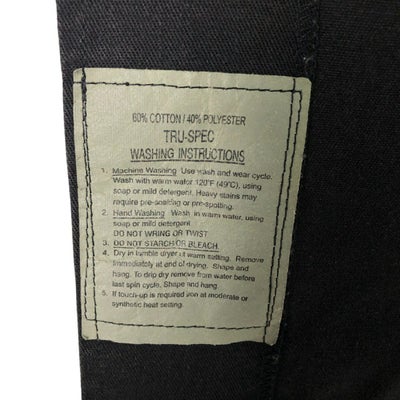 60% COTTON / 40% POLYESTER
TRU-SPEC
WASHING INSTRUCTIONS
1. Machine Washing Use wash and wear cycle.
Wash with warm water 120°F (49°C), using
soap or mild detergent. Heavy stains may
require pre-soaking or pre-spotting.
2. Hand Washing Wash in warm water, using
soap or mild detergent
DO NOT WRING OR TWIST
3. DO NOT STARCH OR BLEACH.
4. Dry in tumble dryer at warm setting. Remove
immediately at end of drying. Shape and
hang. To drip dry remove from water before
last spin cycle. Shape and hang.
5. If touch-up is required iron at moderate or
synthetic heat setting.